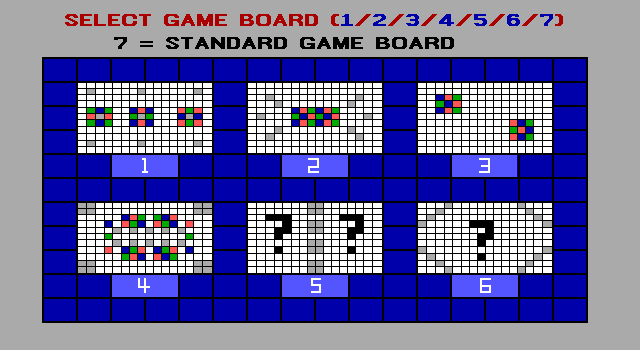 SELECT GAME BOARD (1/2/3/4/5/6/7)
7 = STANDARD GAME BOARD
1 2 3
? ? ?
4 5 6